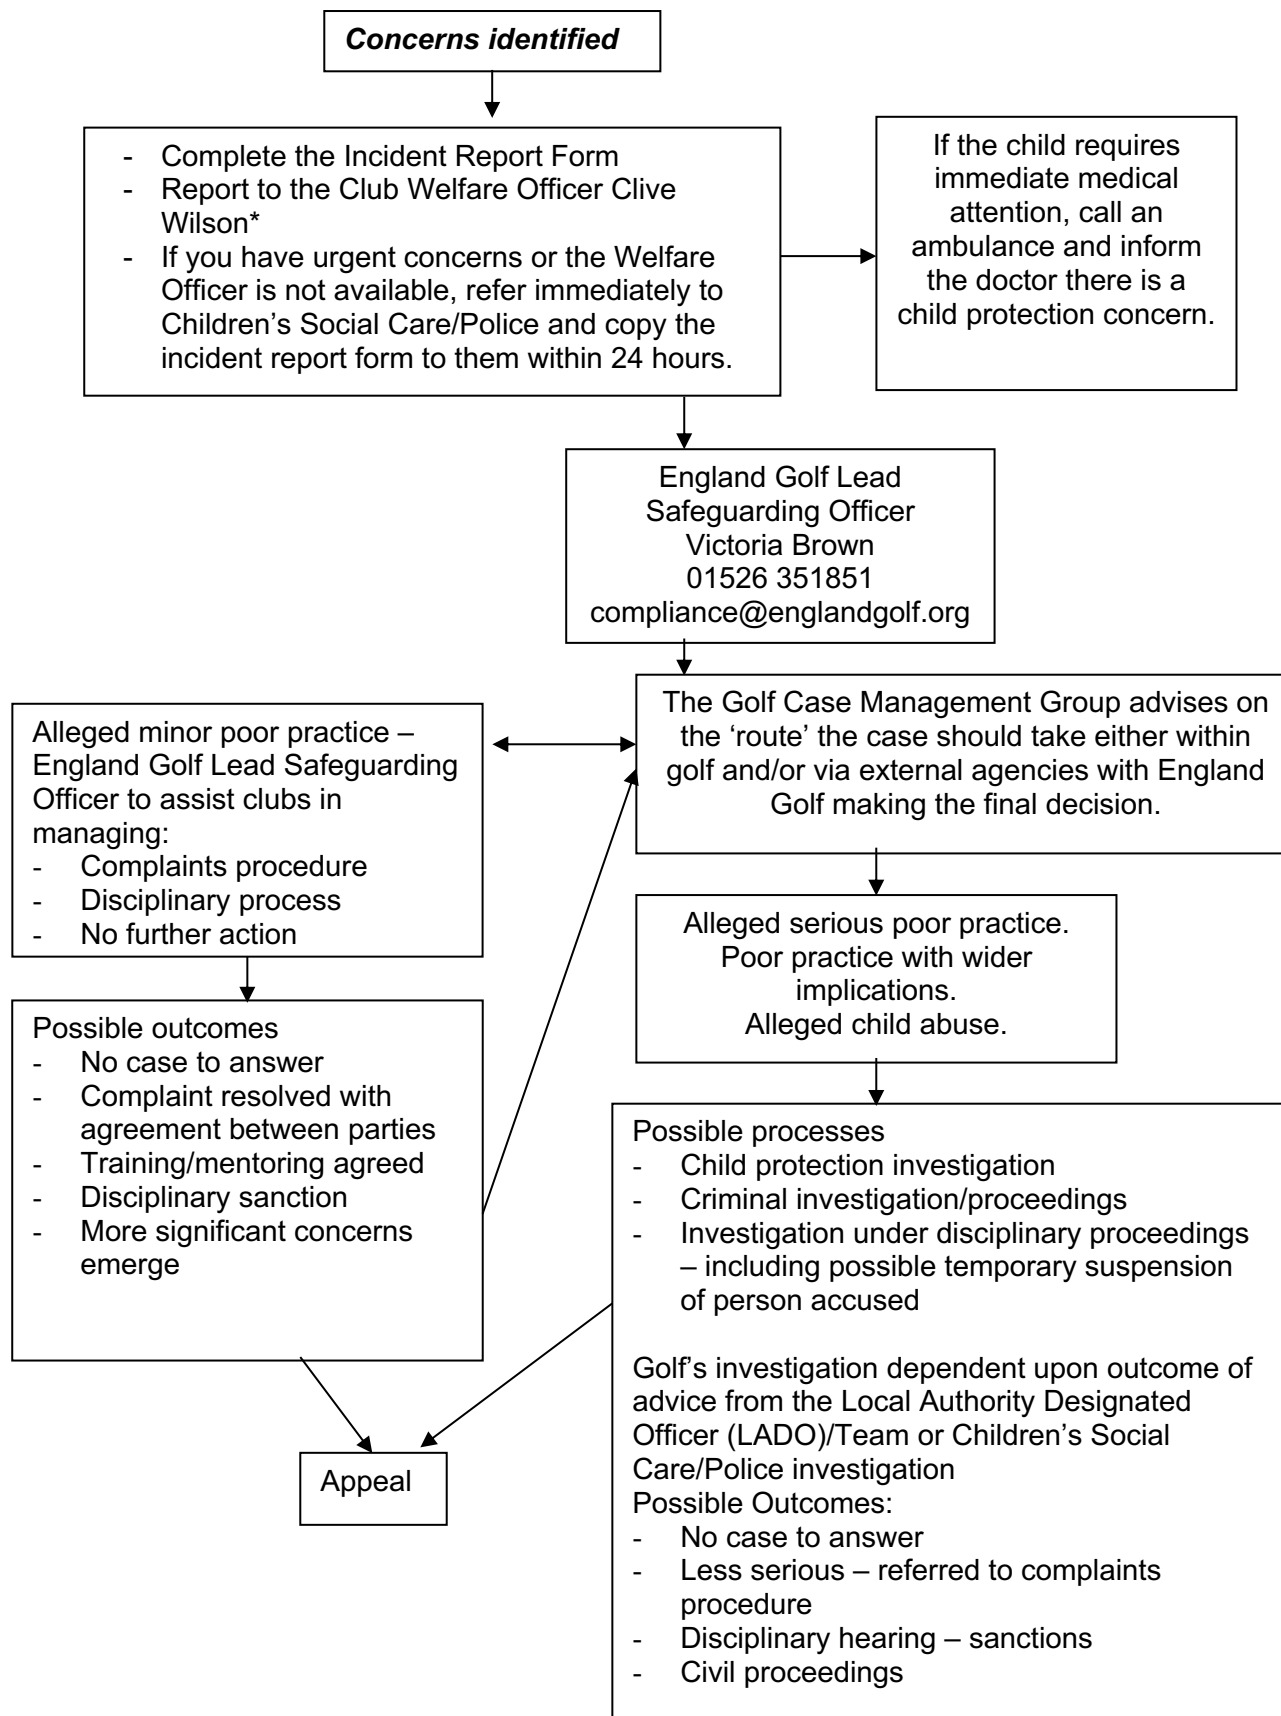 Concerns identified
- Complete the Incident Report Form
- Report to the Club Welfare Officer Clive
Wilson*
- If you have urgent concerns or the Welfare
Officer is not available, refer immediately to
Children’s Social Care/Police and copy the
incident report form to them within 24 hours.
If the child requires
immediate medical
attention, call an
ambulance and inform
the doctor there is a
child protection concern.
England Golf Lead
Safeguarding Officer
Victoria Brown
01526 351851
compliance@englandgolf.org
The Golf Case Management Group advises on
the ‘route’ the case should take either within
golf and/or via external agencies with England
Golf making the final decision.
Alleged minor poor practice –
England Golf Lead Safeguarding
Officer to assist clubs in
managing:
- Complaints procedure
- Disciplinary process
- No further action
Alleged serious poor practice.
Poor practice with wider
implications.
Alleged child abuse.
Possible outcomes
- No case to answer
- Complaint resolved with
agreement between parties
- Training/mentoring agreed
- Disciplinary sanction
- More significant concerns
emerge
Possible processes
- Child protection investigation
- Criminal investigation/proceedings
- Investigation under disciplinary proceedings
– including possible temporary suspension
of person accused
Golf’s investigation dependent upon outcome of
advice from the Local Authority Designated
Officer (LADO)/Team or Children’s Social
Care/Police investigation
Possible Outcomes:
- No case to answer
- Less serious – referred to complaints
procedure
- Disciplinary hearing – sanctions
- Civil proceedings
Appeal